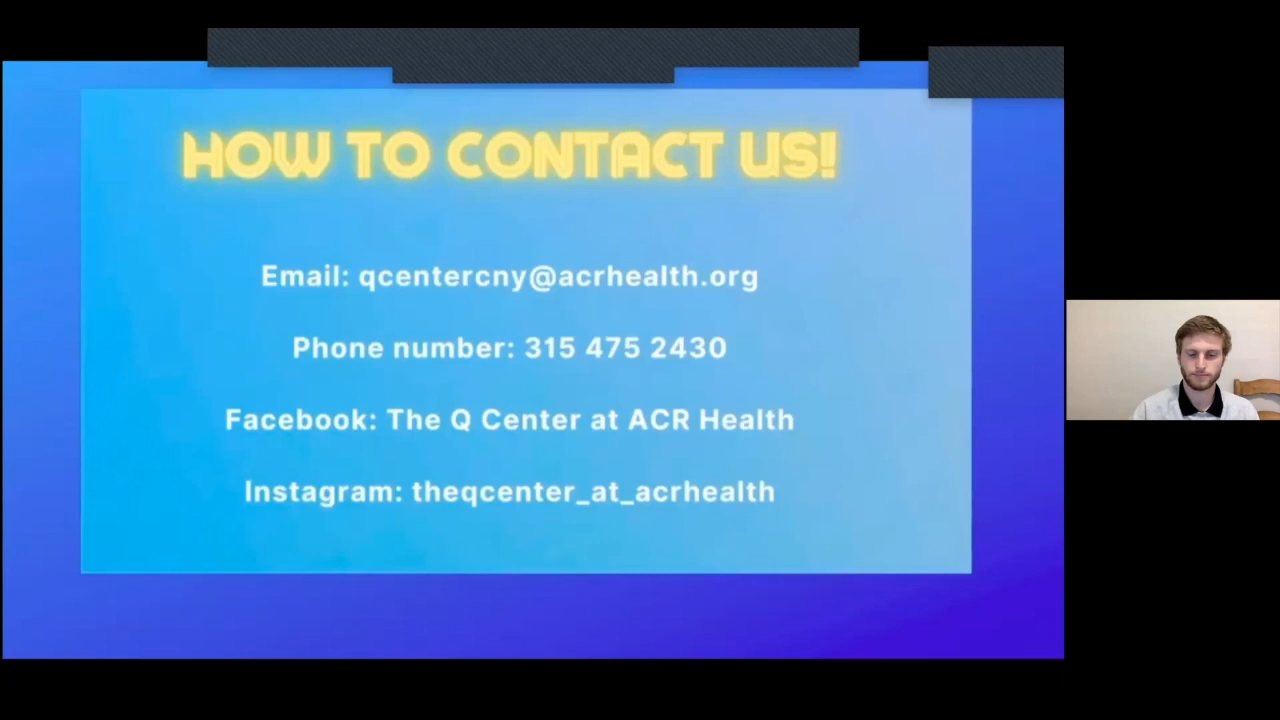 HOW TO CONTACT US!
Email: qcentercny@acrhealth.org
Phone number: 315 475 2430
Facebook: The Q Center at ACR Health
Instagram: theqcenter_at_acrhealth